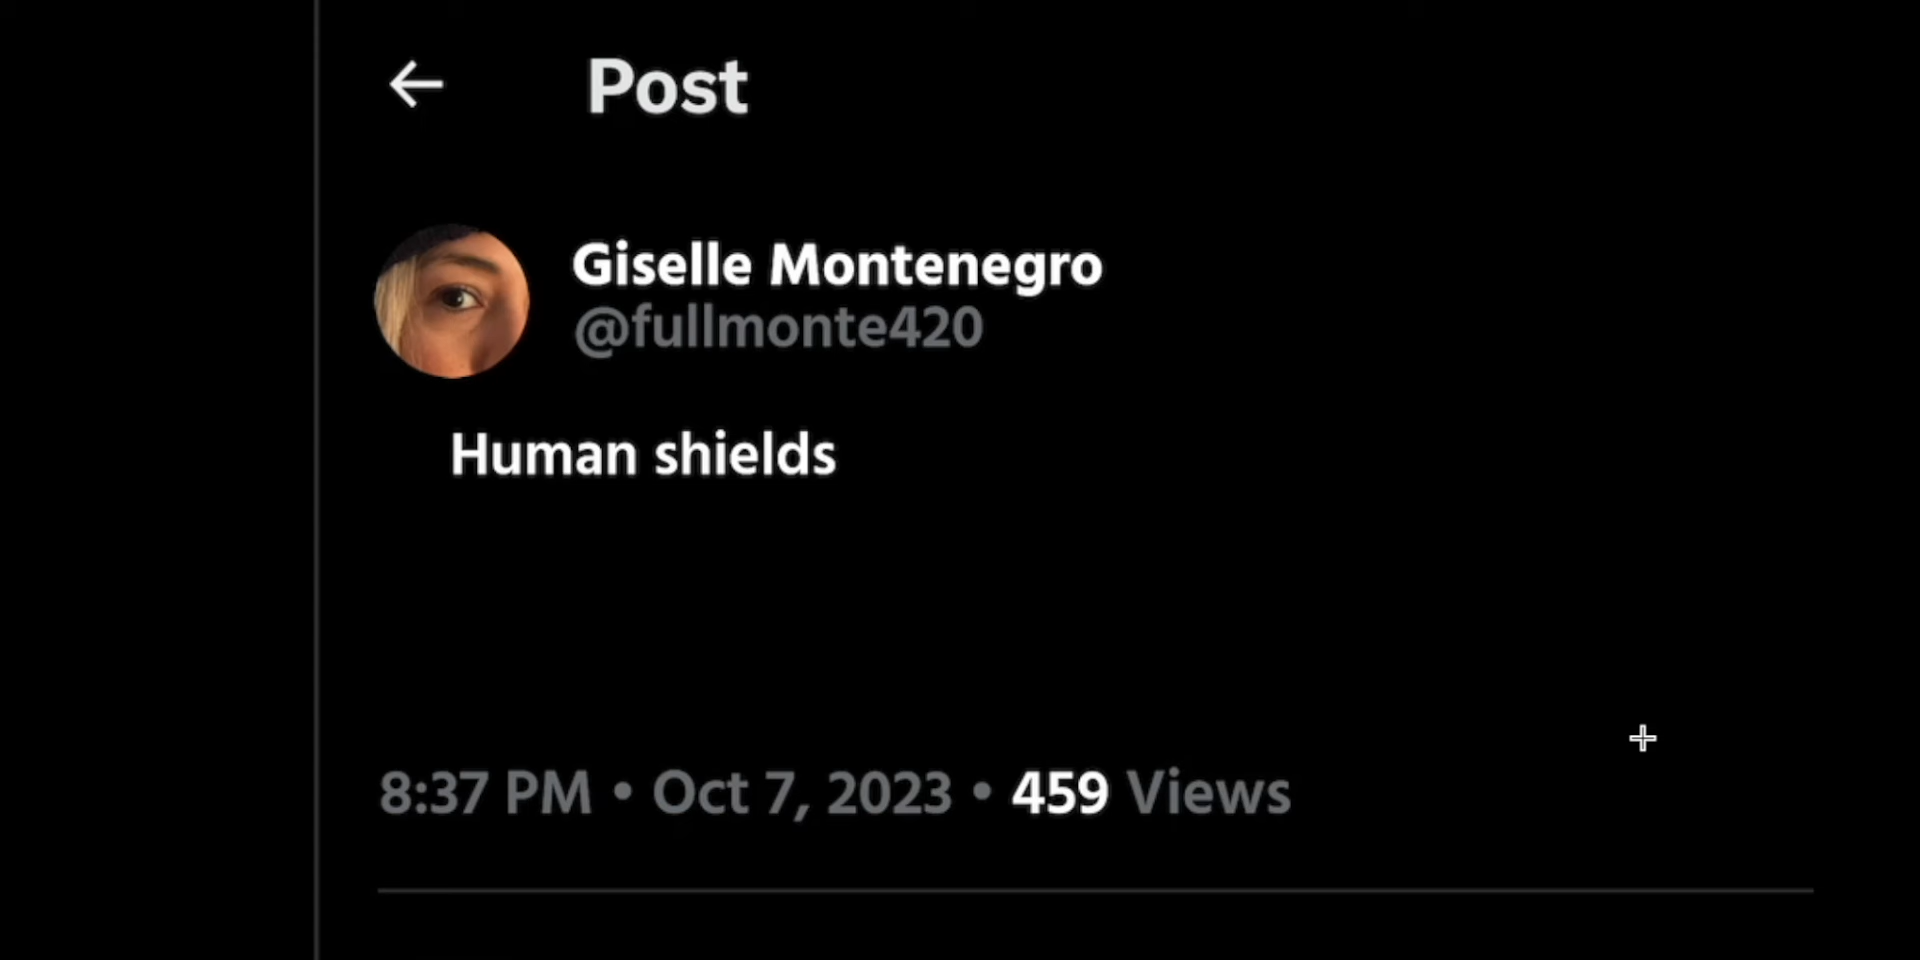 Post
Giselle Montenegro
@fullmonte420
Human shields
8:37 PM • Oct 7, 2023 • 459 Views